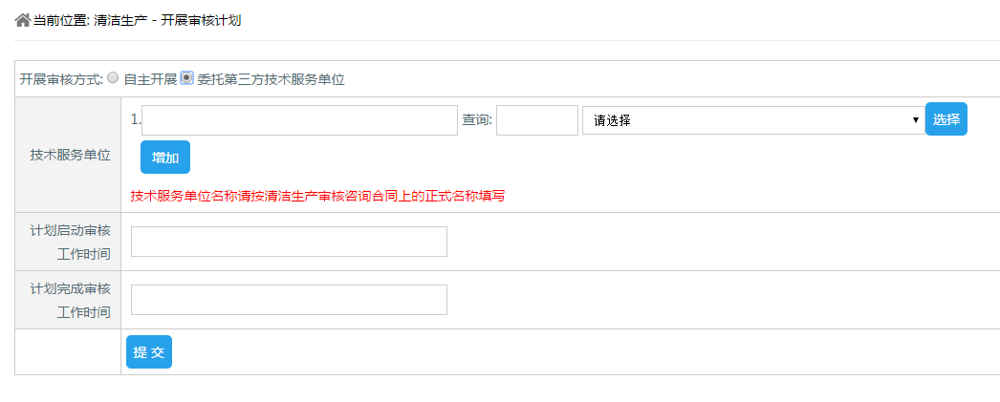 当前位置: 清洁生产 - 开展审核计划
开展审核方式: 自主开展 委托第三方技术服务单位
技术服务单位
1. 查询: 请选择 选择
增加
技术服务单位名称请按清洁生产审核咨询合同上的正式名称填写
计划启动审核
工作时间
计划完成审核
工作时间
提 交